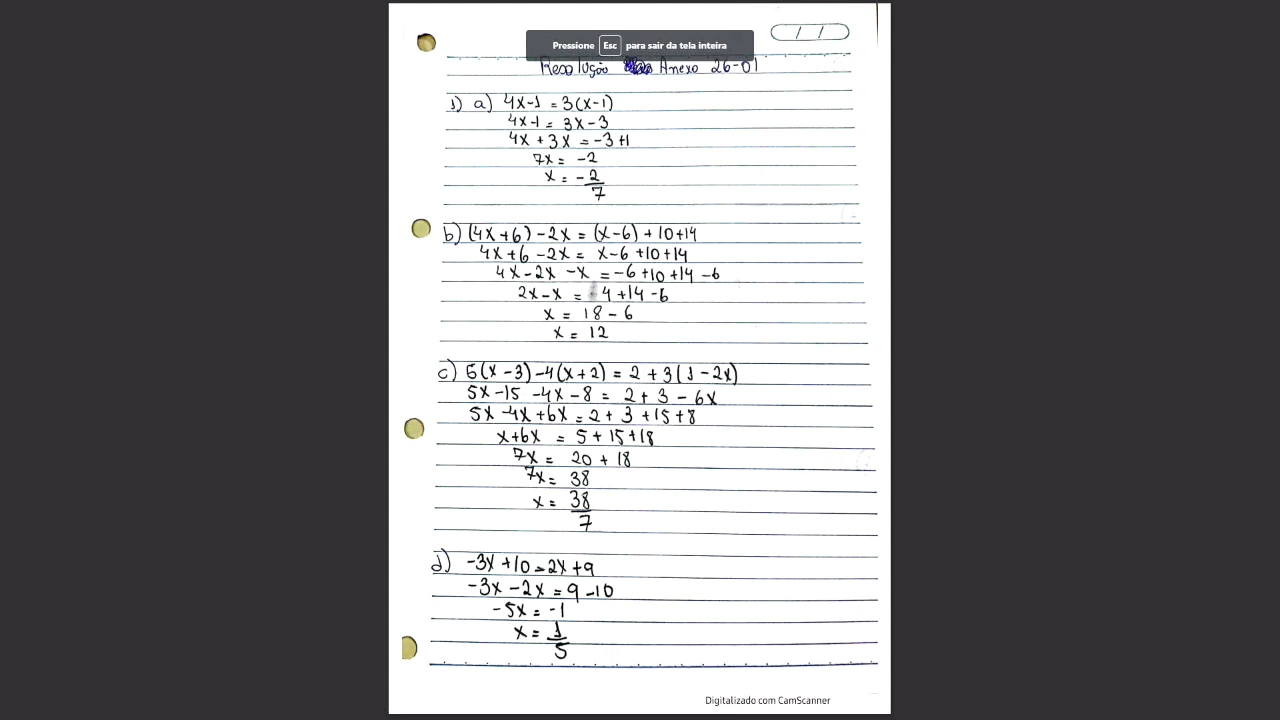 / /
Pressione Esc para sair da tela inteira
Resolução Anexo 26-01
1) a) 4x-1 = 3(x-1)
4x-1 = 3x-3
4x + 3x = -3+1
7x = -2
x = -2/7
b) (4x+6) -2x = (x-6) +10+14
4x+6 -2x = x-6 +10+14
4x-2x -x = -6+10 +14 -6
2x-x = 4 +14 -6
x = 18 - 6
x = 12
c) 5(x-3) -4(x+2) = 2 + 3(1-2x)
5x -15 -4x -8 = 2 + 3 - 6x
5x -4x +6x = 2 + 3 +15 +8
x+6x = 5 +15+18
7x = 20 + 18
7x = 38
x = 38/7
d) -3x +10 = 2x +9
-3x -2x = 9 -10
-5x = -1
x = 1/5
Digitalizado com CamScanner